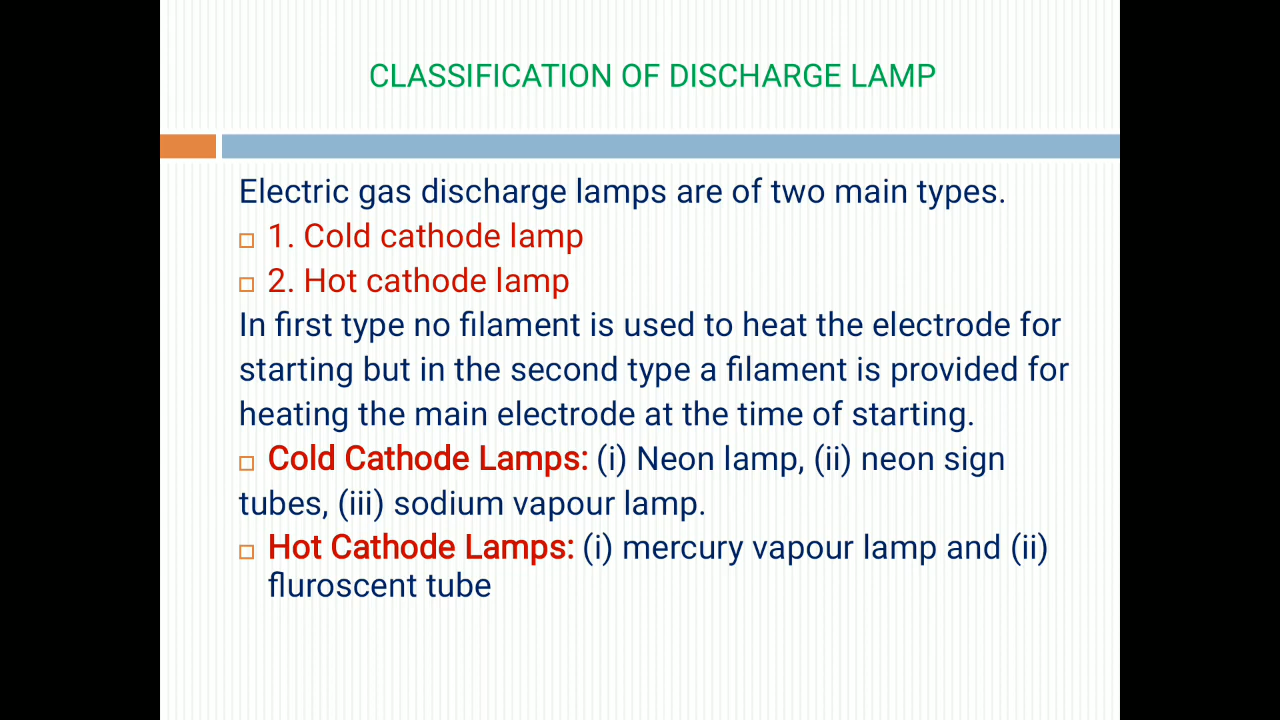 CLASSIFICATION OF DISCHARGE LAMP
Electric gas discharge lamps are of two main types.
1. Cold cathode lamp
2. Hot cathode lamp
In first type no filament is used to heat the electrode for
starting but in the second type a filament is provided for
heating the main electrode at the time of starting.
Cold Cathode Lamps: (i) Neon lamp, (ii) neon sign
tubes, (iii) sodium vapour lamp.
Hot Cathode Lamps: (i) mercury vapour lamp and (ii)
fluroscent tube